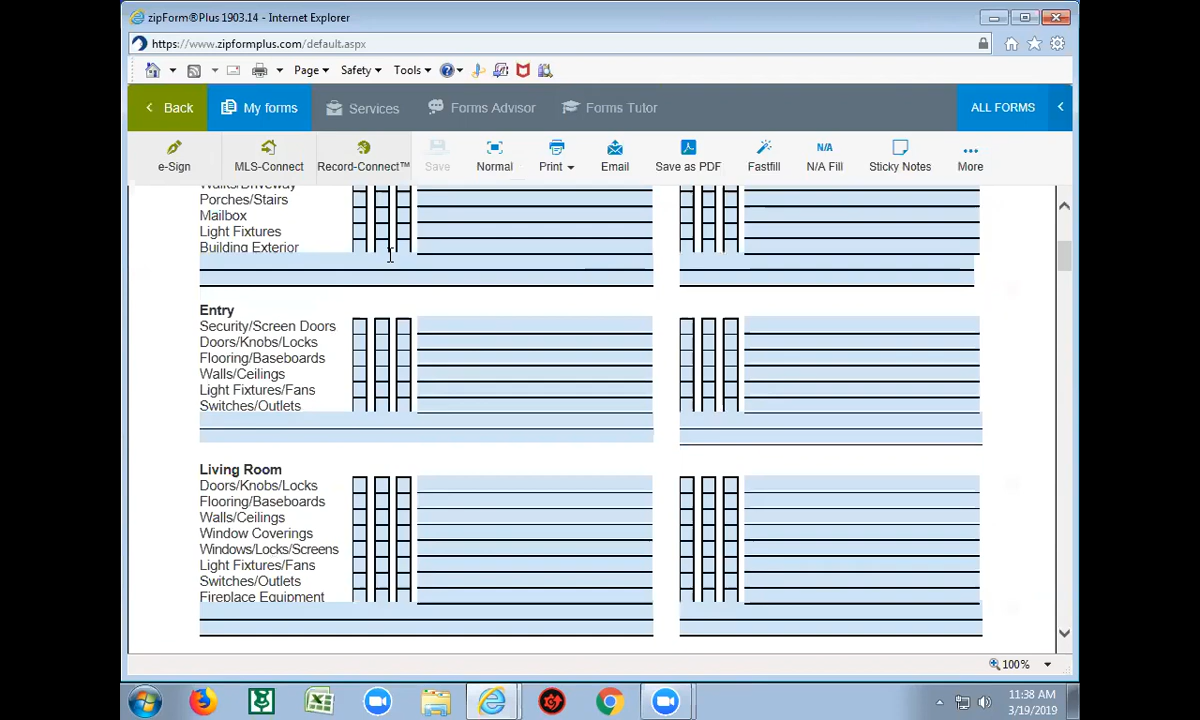 zipForm®Plus 1903.14 - Internet Explorer
https://www.zipformplus.com/default.aspx
Page Safety Tools
Back My forms Services Forms Advisor Forms Tutor ALL FORMS
N/A
e-Sign MLS-Connect Record-Connect™ Save Normal Print Email Save as PDF Fastfill N/A Fill Sticky Notes More
Walks/Driveway
Porches/Stairs
Mailbox
Light Fixtures
Building Exterior
Entry
Security/Screen Doors
Doors/Knobs/Locks
Flooring/Baseboards
Walls/Ceilings
Light Fixtures/Fans
Switches/Outlets
Living Room
Doors/Knobs/Locks
Flooring/Baseboards
Walls/Ceilings
Window Coverings
Windows/Locks/Screens
Light Fixtures/Fans
Switches/Outlets
Fireplace Equipment
100%
11:38 AM
3/19/2019